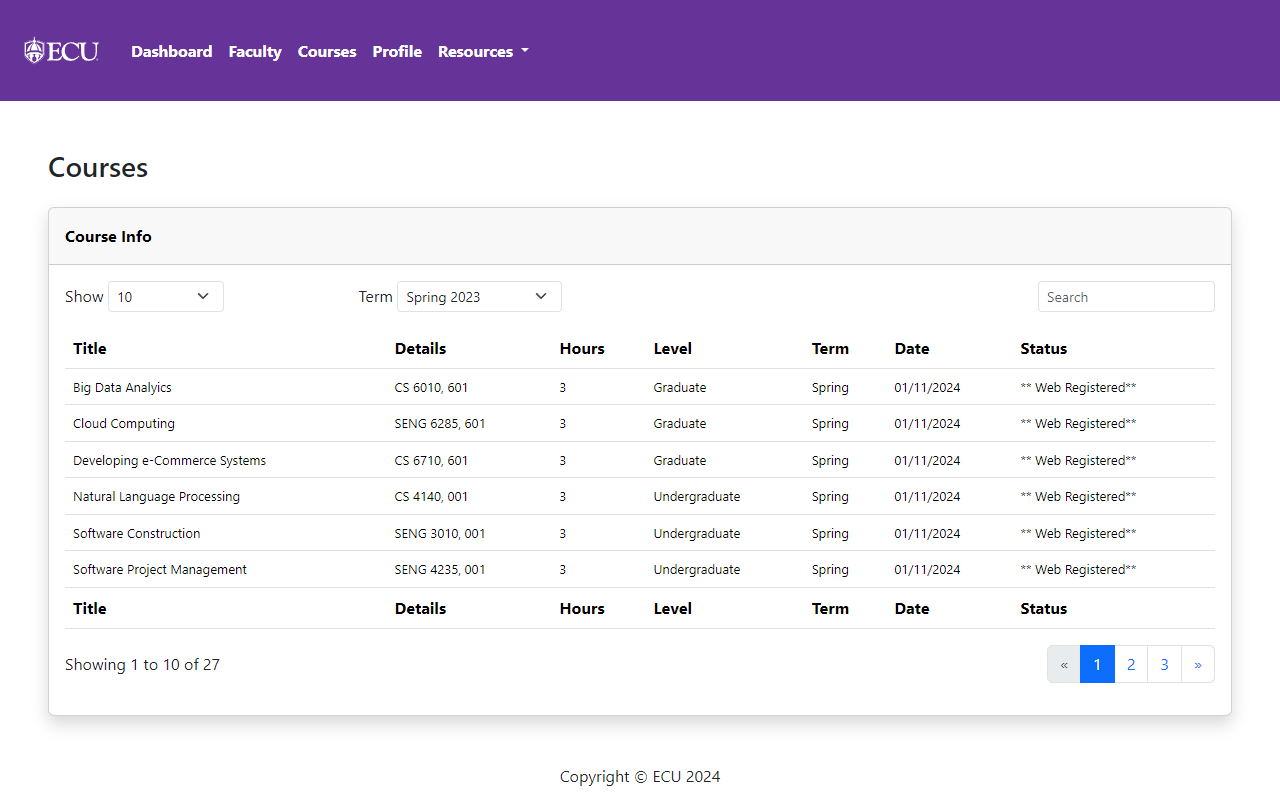 ECU Dashboard Faculty Courses Profile Resources
Courses
Course Info
Show 10 Term Spring 2023 Search
Title Details Hours Level Term Date Status
Big Data Analyics CS 6010, 601 3 Graduate Spring 01/11/2024 ** Web Registered**
Cloud Computing SENG 6285, 601 3 Graduate Spring 01/11/2024 ** Web Registered**
Developing e-Commerce Systems CS 6710, 601 3 Graduate Spring 01/11/2024 ** Web Registered**
Natural Language Processing CS 4140, 001 3 Undergraduate Spring 01/11/2024 ** Web Registered**
Software Construction SENG 3010, 001 3 Undergraduate Spring 01/11/2024 ** Web Registered**
Software Project Management SENG 4235, 001 3 Undergraduate Spring 01/11/2024 ** Web Registered**
Title Details Hours Level Term Date Status
Showing 1 to 10 of 27 « 1 2 3 »
Copyright © ECU 2024